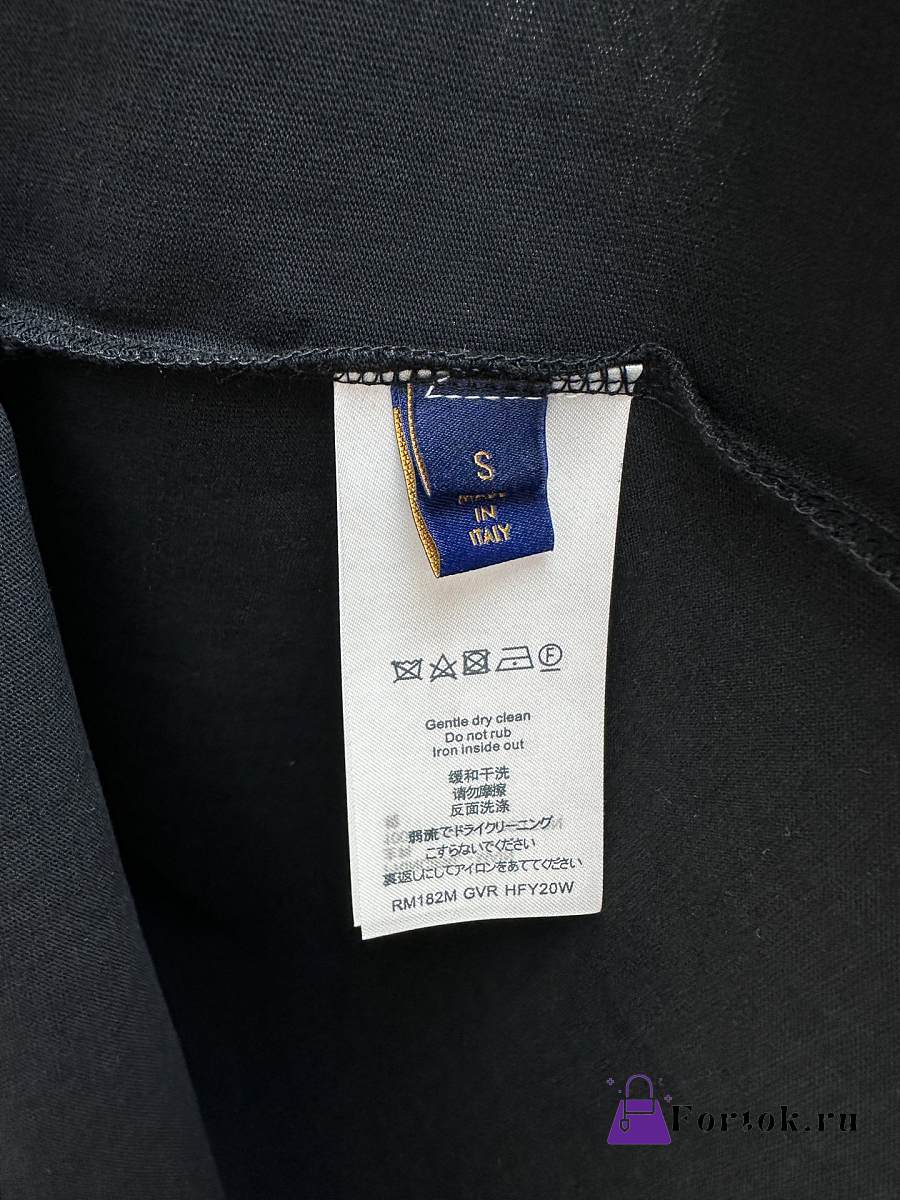 S
MADE
IN
ITALY
F
Gentle dry clean
Do not rub
Iron inside out
缓和干洗
请勿摩擦
反面洗涤
弱流でドライクリーニング
こすらないでください
裏返しにしてアイロンをあててください
RM182M GVR HFY20W
Fortok.ru